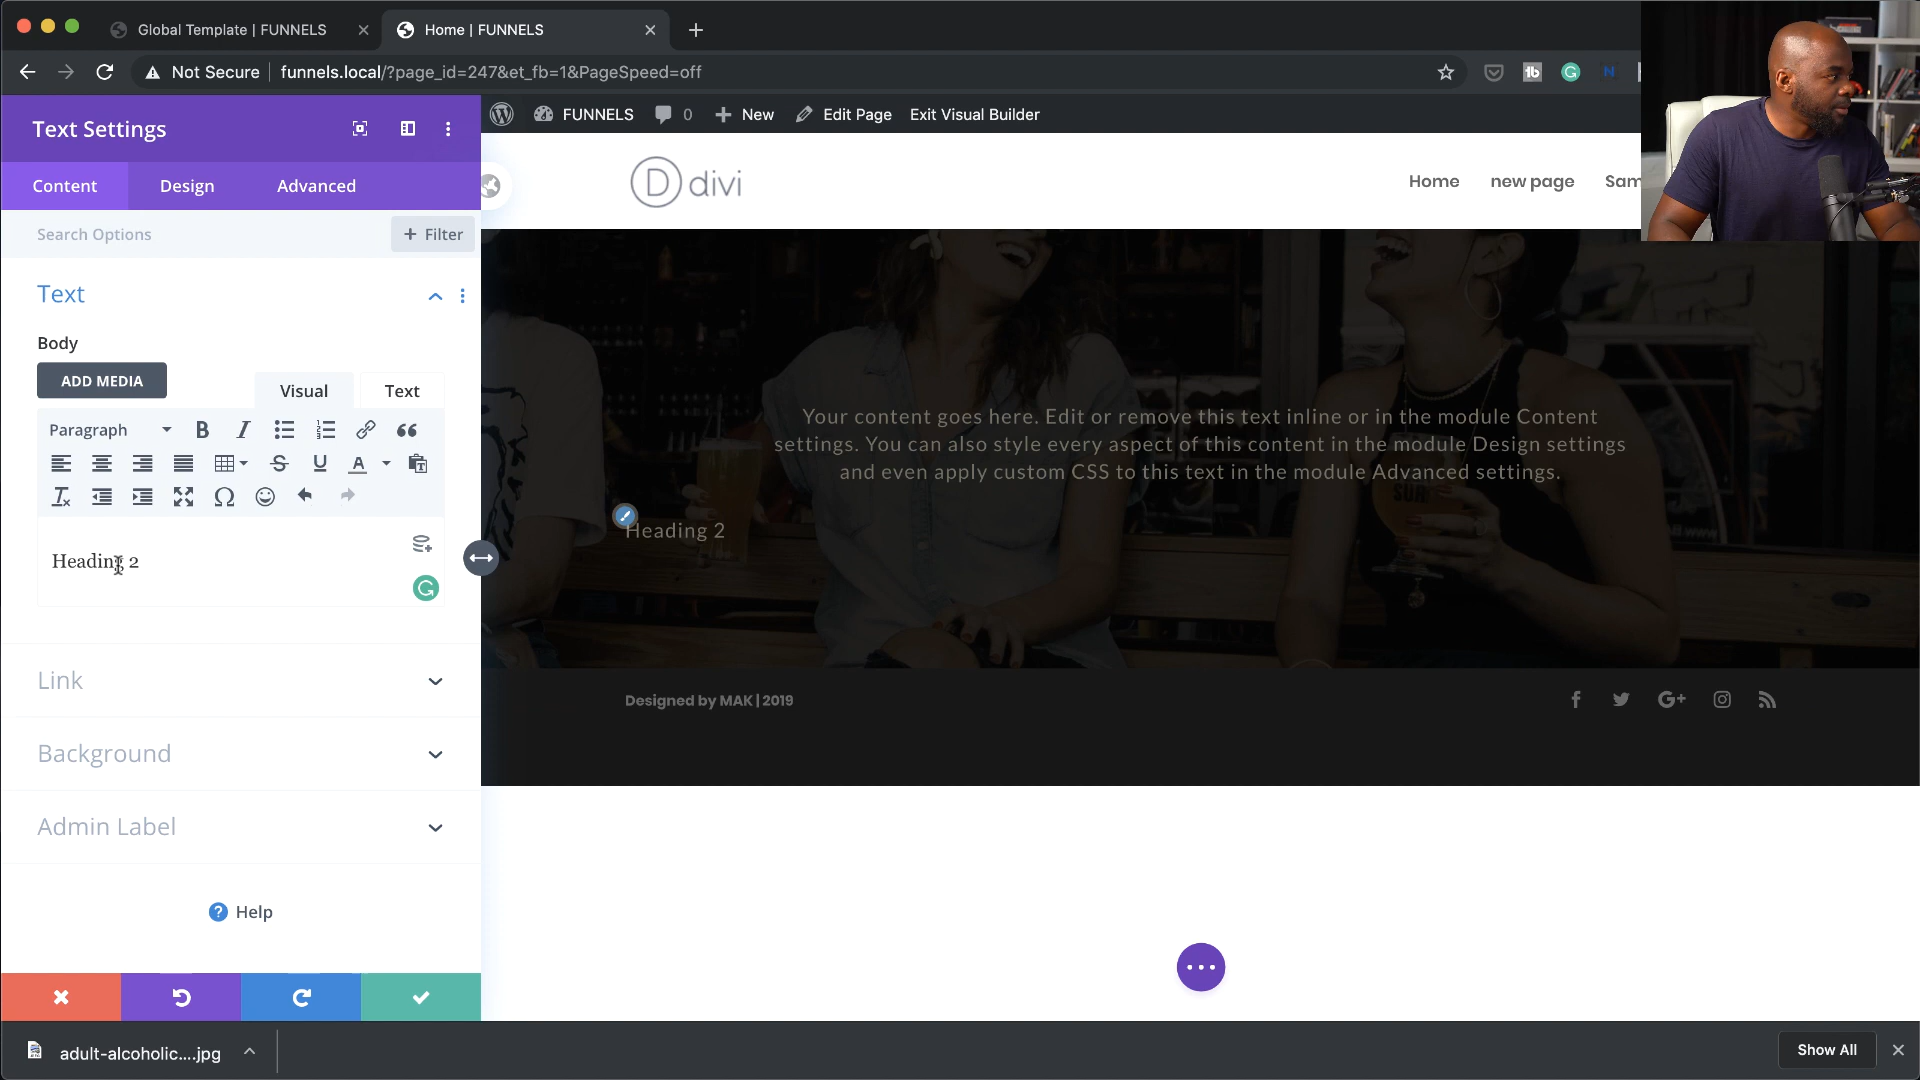 Global Template | FUNNELS
Home | FUNNELS
Not Secure
funnels.local/?page_id=247&et_fb=1&PageSpeed=off
Text Settings
FUNNELS
0
New
Edit Page
Exit Visual Builder
Content
Design
Advanced
divi
Home
new page
Sam
Search Options
+ Filter
Text
Body
ADD MEDIA
Visual
Text
Paragraph
Heading 2
Your content goes here. Edit or remove this text inline or in the module Content
settings. You can also style every aspect of this content in the module Design settings
and even apply custom CSS to this text in the module Advanced settings.
Heading 2
Link
Background
Admin Label
Help
Designed by MAK | 2019
adult-alcoholic....jpg
Show All